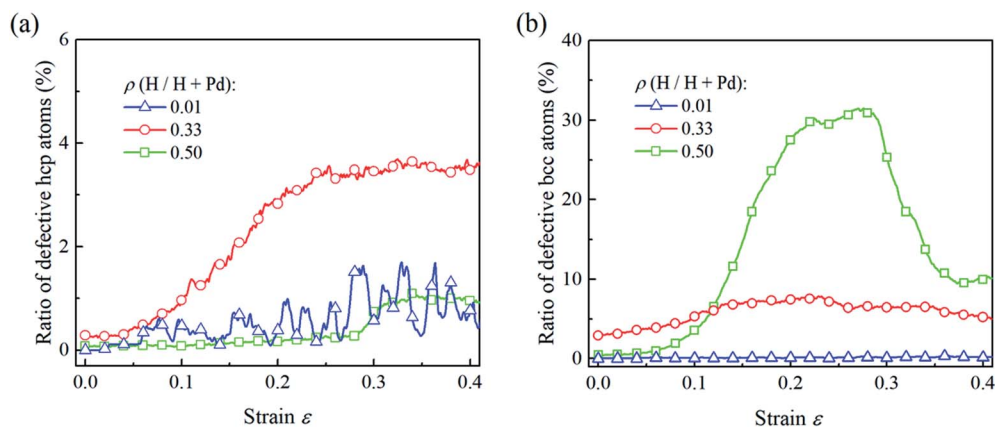 (a)
Ratio of defective hcp atoms (%)
6
4
2
0
ρ (H / H + Pd):
0.01
0.33
0.50
0.0 0.1 0.2 0.3 0.4
Strain ε
(b)
Ratio of defective bcc atoms (%)
40
30
20
10
0
ρ (H / H + Pd):
0.01
0.33
0.50
0.0 0.1 0.2 0.3 0.4
Strain ε